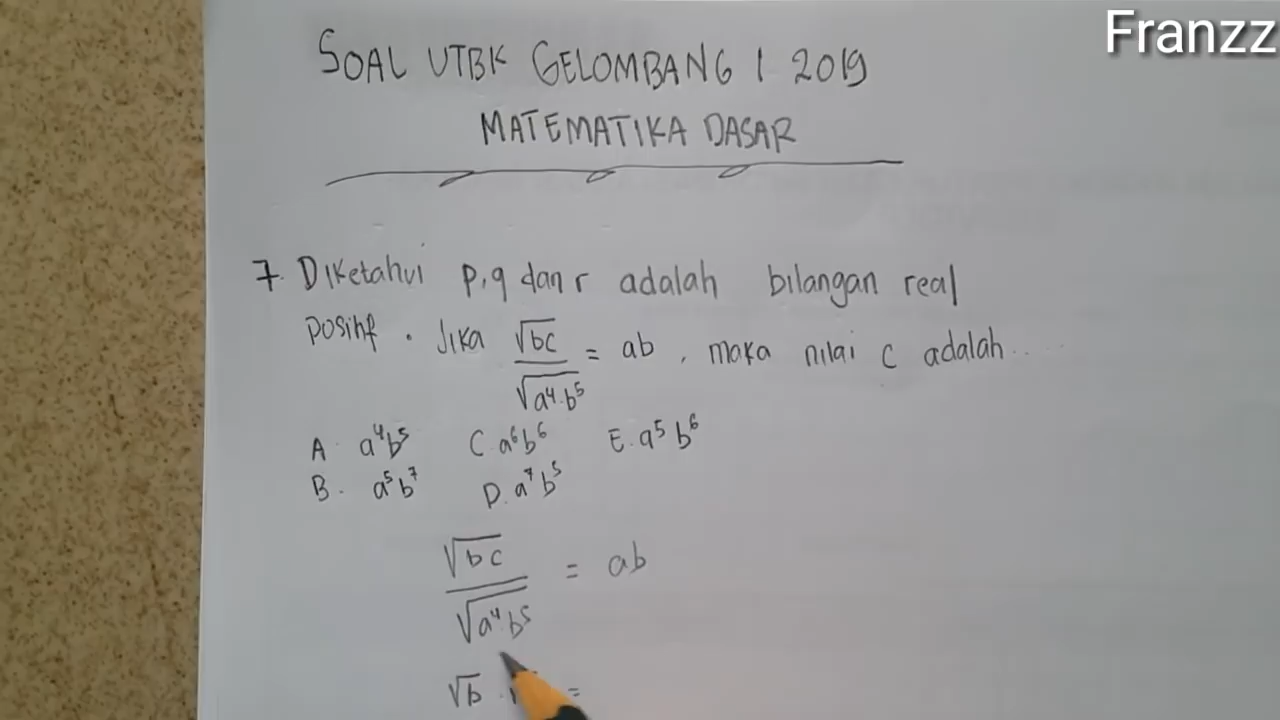 Franzz
SOAL UTBK GELOMBANG 1 2019
MATEMATIKA DASAR
7. Diketahui p,q dan r adalah bilangan real
positif. Jika √bc / √a⁴.b⁵ = ab, maka nilai c adalah.....
A. a⁴b⁵ C. a⁶b⁶ E. a⁵b⁶
B. a⁵b⁷ D. a⁷b⁵
√bc / √a⁴b⁵ = ab
√b . =